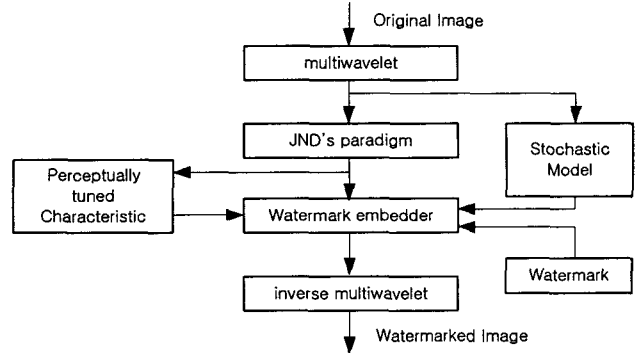 Original Image
multiwavelet
JND's paradigm
Stochastic
Model
Perceptually
tuned
Characteristic
Watermark embedder
Watermark
inverse multiwavelet
Watermarked Image